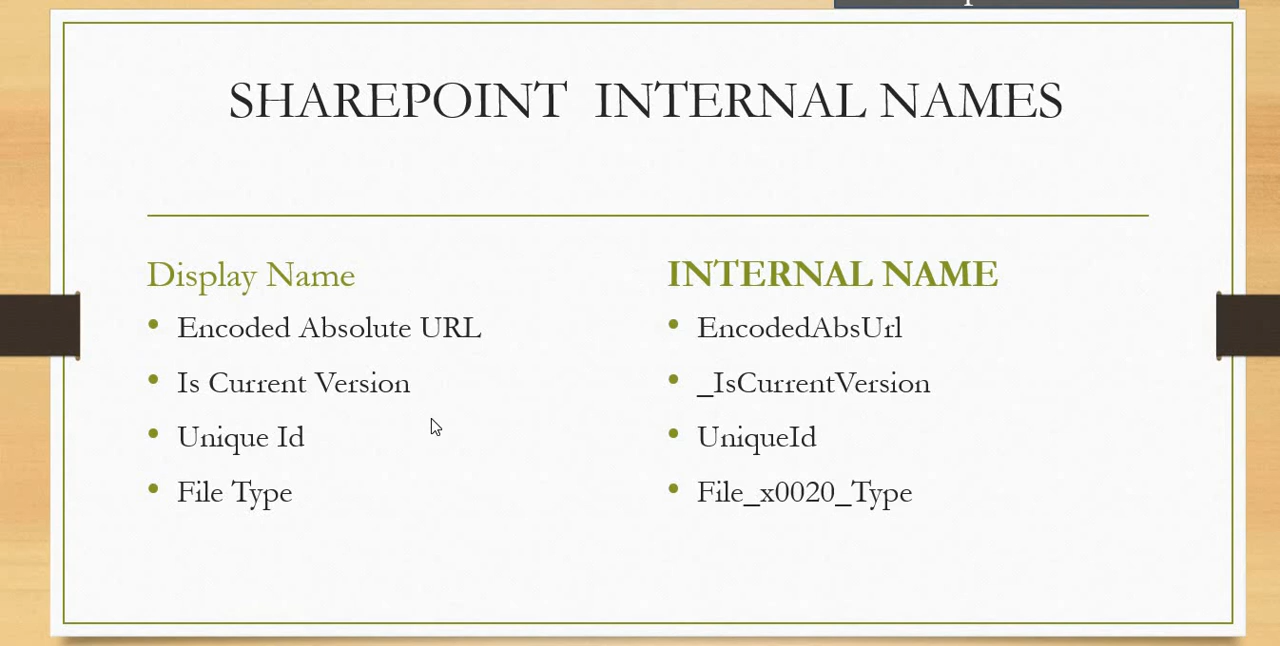 SHAREPOINT INTERNAL NAMES
Display Name
Encoded Absolute URL
Is Current Version
Unique Id
File Type
INTERNAL NAME
EncodedAbsUrl
_IsCurrentVersion
UniqueId
File_x0020_Type